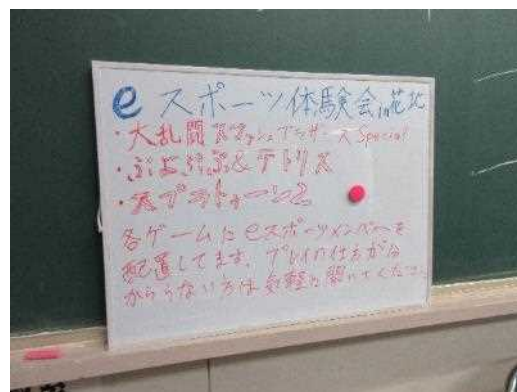 eスポーツ体験会in花北
・大乱闘スマッシュブラザーズSpecial
・ぷよぷよ&テトリス
・スプラトゥーン2
各ゲームにeスポーツメンバーを
配置してます。プレイの仕方が分
からない方は気軽に聞いてください